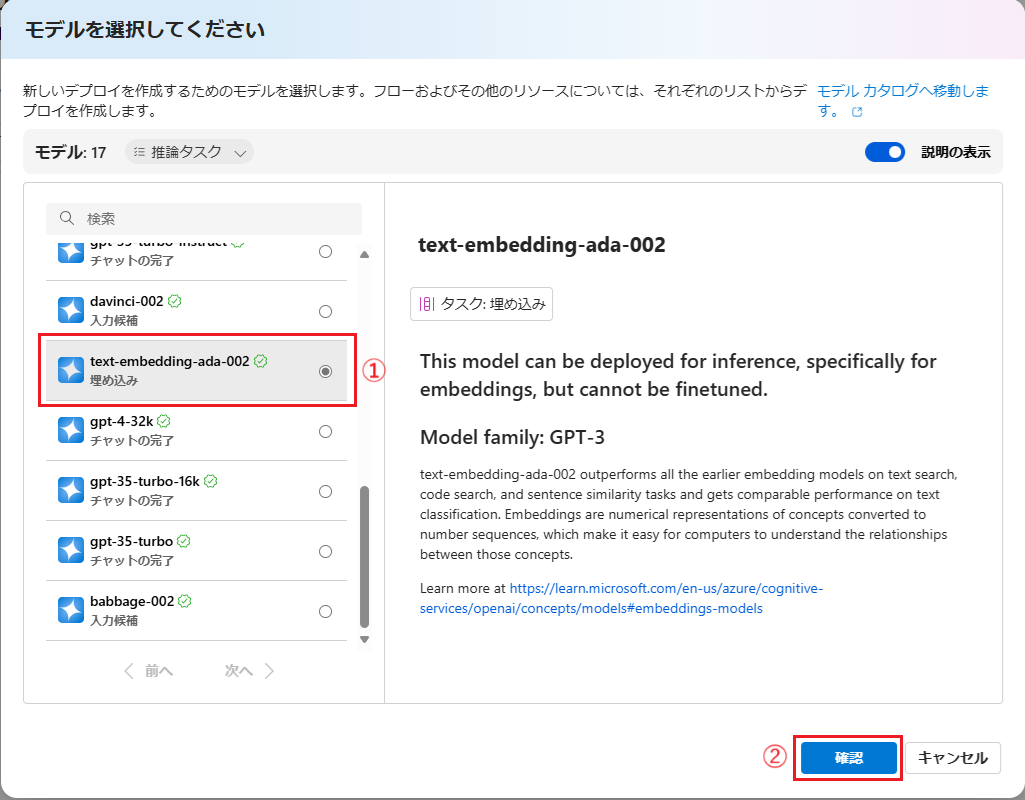 モデルを選択してください
新しいデプロイを作成するためのモデルを選択します。フローおよびその他のリソースについては、それぞれのリストからデ
プロイを作成します。
モデル カタログへ移動しま
す。
モデル: 17
推論タスク
説明の表示
検索
gpt-35-turbo-instruct
チャットの完了
davinci-002
入力候補
text-embedding-ada-002
埋め込み
①
gpt-4-32k
チャットの完了
gpt-35-turbo-16k
チャットの完了
gpt-35-turbo
チャットの完了
babbage-002
入力候補
前へ
次へ
text-embedding-ada-002
タスク: 埋め込み
This model can be deployed for inference, specifically for
embeddings, but cannot be finetuned.
Model family: GPT-3
text-embedding-ada-002 outperforms all the earlier embedding models on text search,
code search, and sentence similarity tasks and gets comparable performance on text
classification. Embeddings are numerical representations of concepts converted to
number sequences, which make it easy for computers to understand the relationships
between those concepts.
Learn more at https://learn.microsoft.com/en-us/azure/cognitive-
services/openai/concepts/models#embeddings-models
②
確認
キャンセル